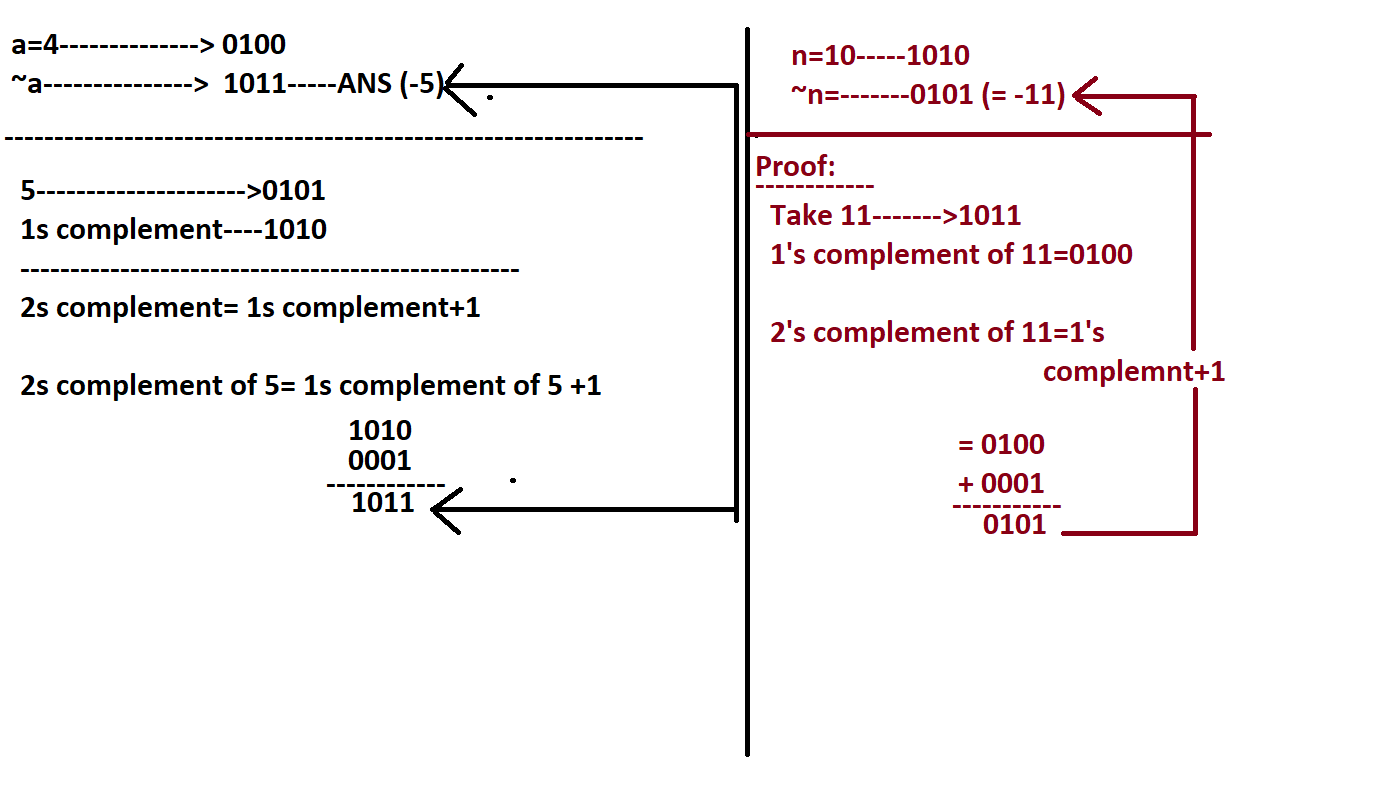 a=4--------------> 0100
~a---------------> 1011-----ANS (-5)
----------------------------------------------------------------
5--------------------->0101
1s complement----1010
--------------------------------------------------
2s complement= 1s complement+1
2s complement of 5= 1s complement of 5 +1
1010
0001
------------
1011
n=10-----1010
~n=-------0101 (= -11)
Proof:
------------
Take 11------->1011
1's complement of 11=0100
2's complement of 11=1's
complemnt+1
= 0100
+ 0001
-----------
0101